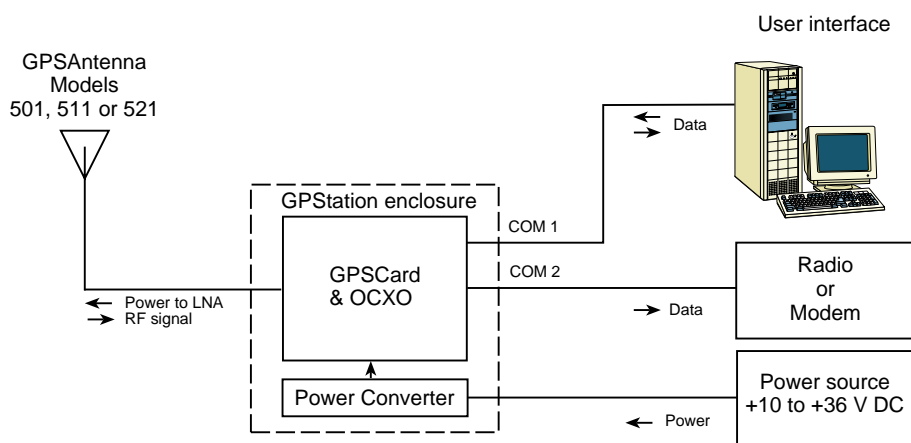 User interface
GPSAntenna
Models
501, 511 or 521
Data
GPStation enclosure
COM 1
GPSCard
& OCXO
COM 2
Power to LNA
RF signal
Data
Radio
or
Modem
Power Converter
Power
Power source
+10 to +36 V DC